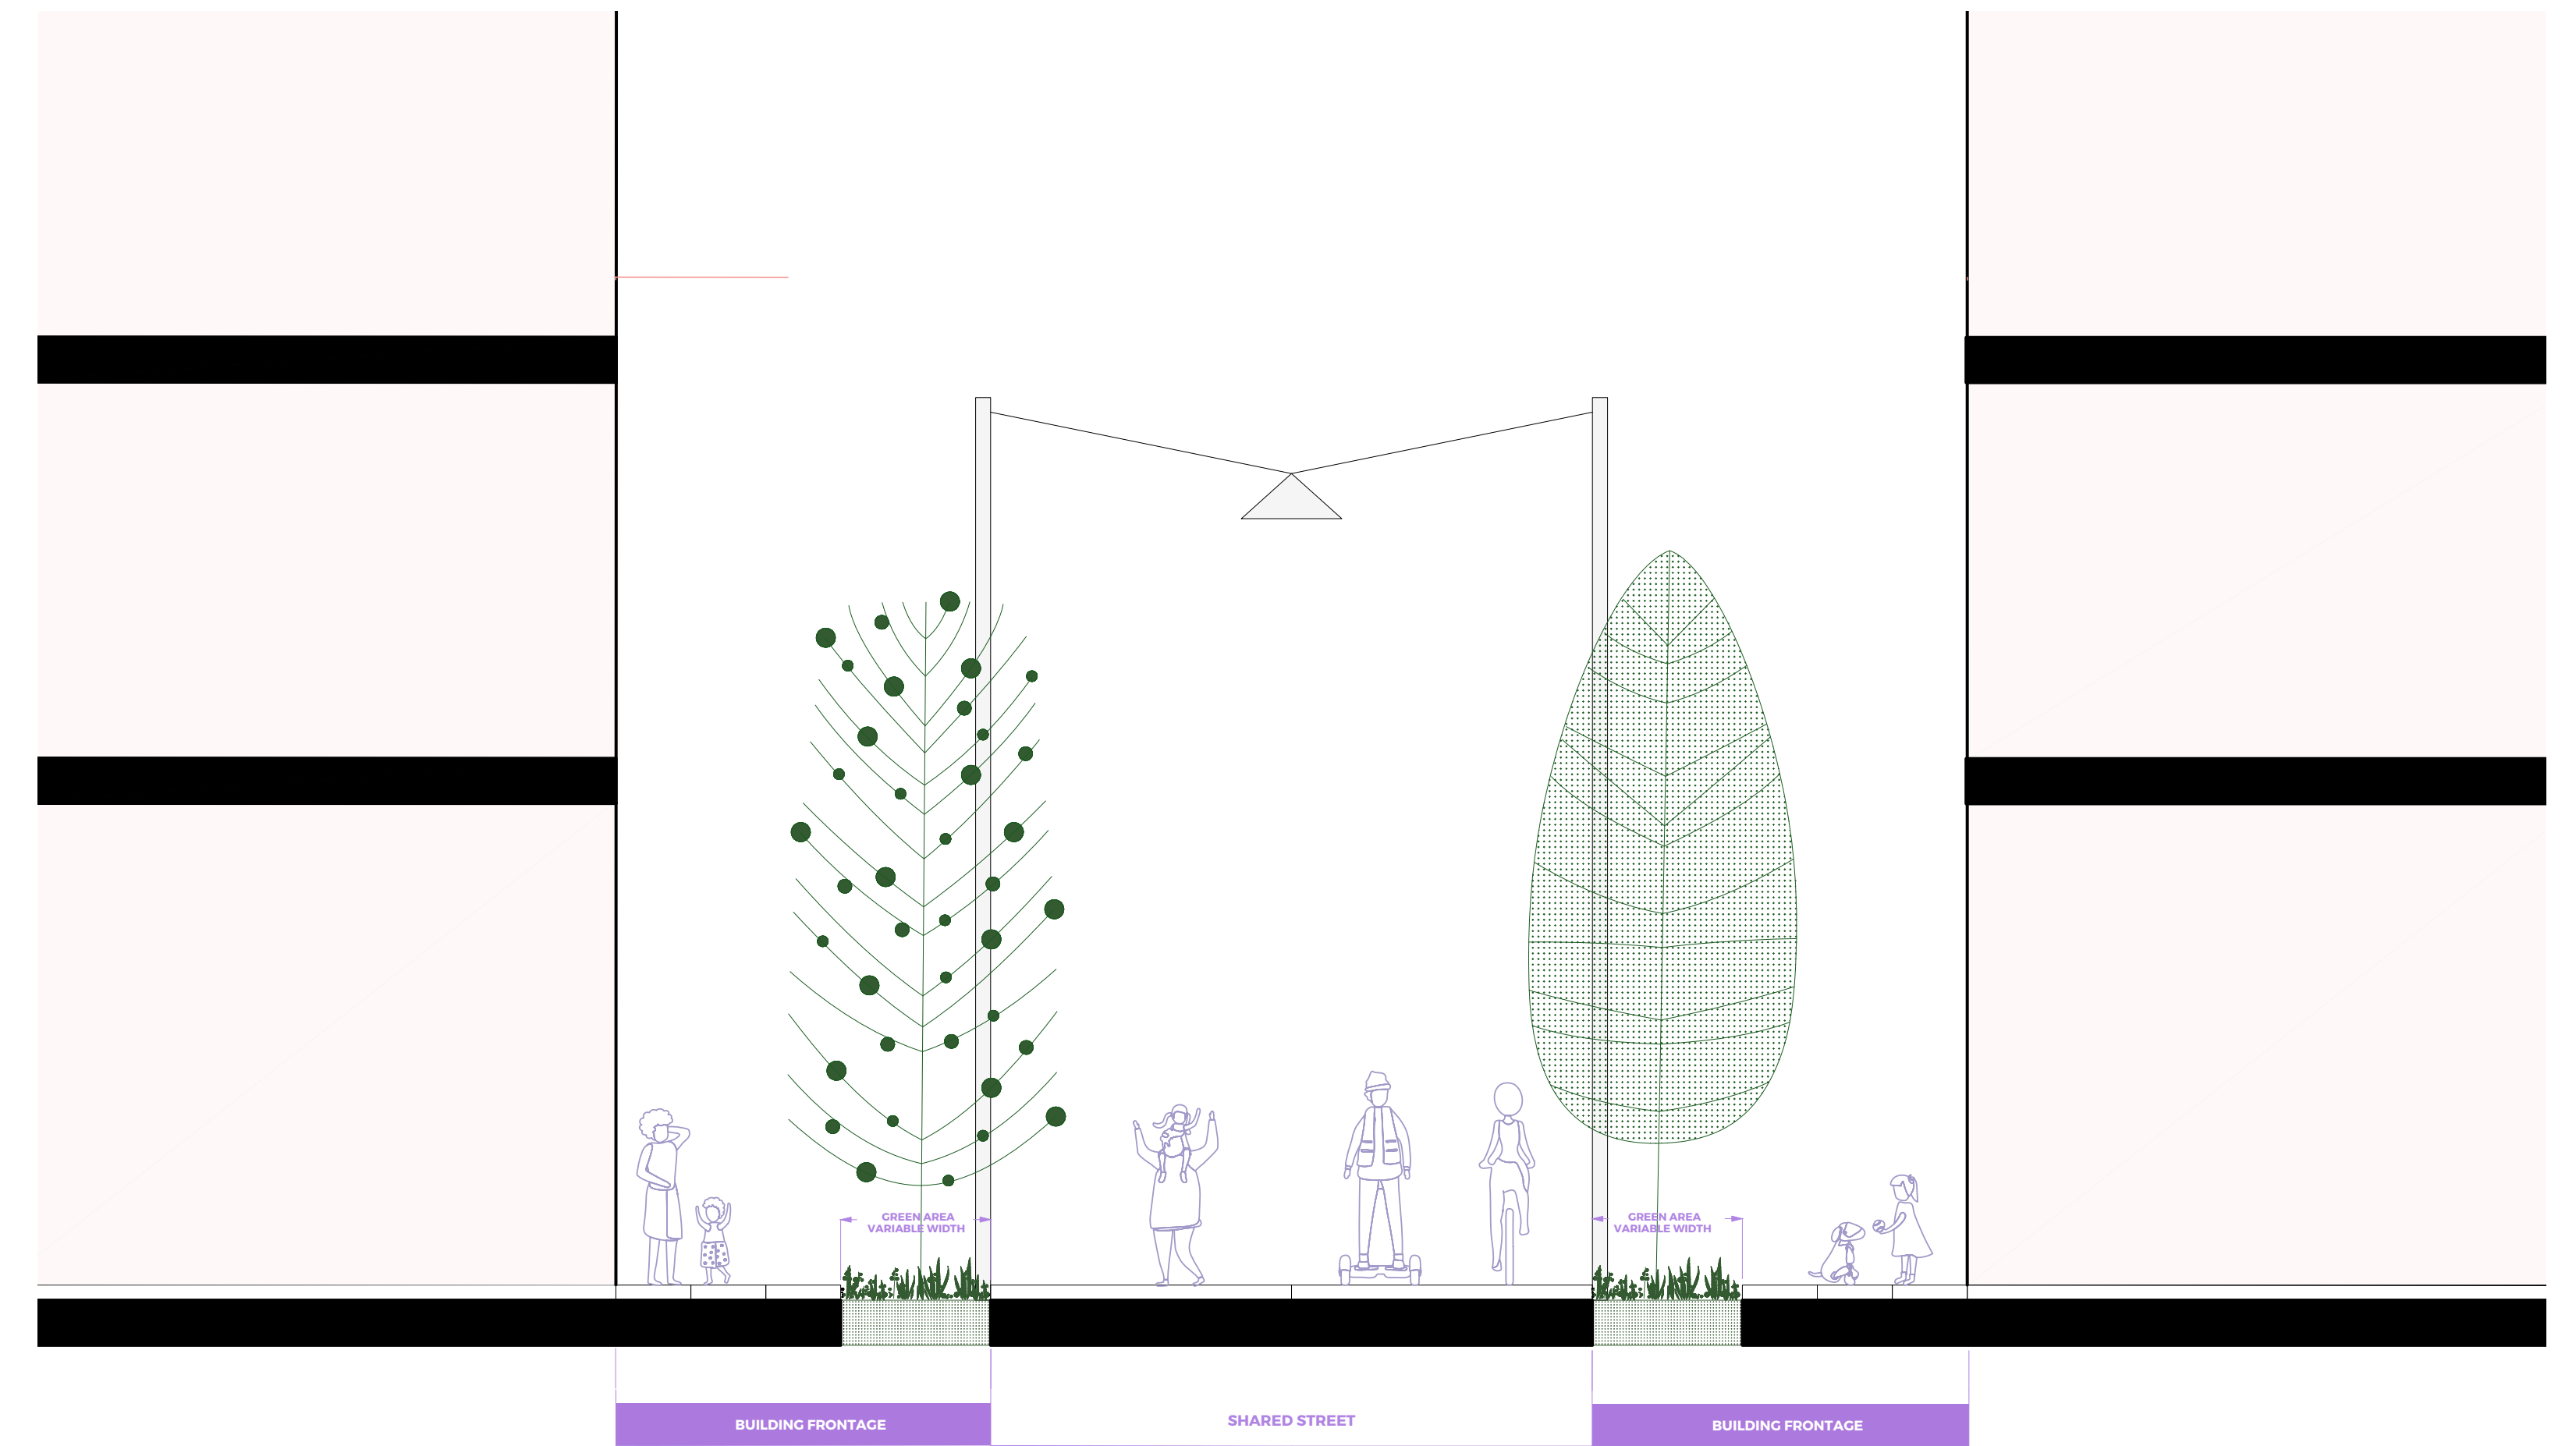 GREEN AREA
VARIABLE WIDTH
GREEN AREA
VARIABLE WIDTH
BUILDING FRONTAGE
SHARED STREET
BUILDING FRONTAGE